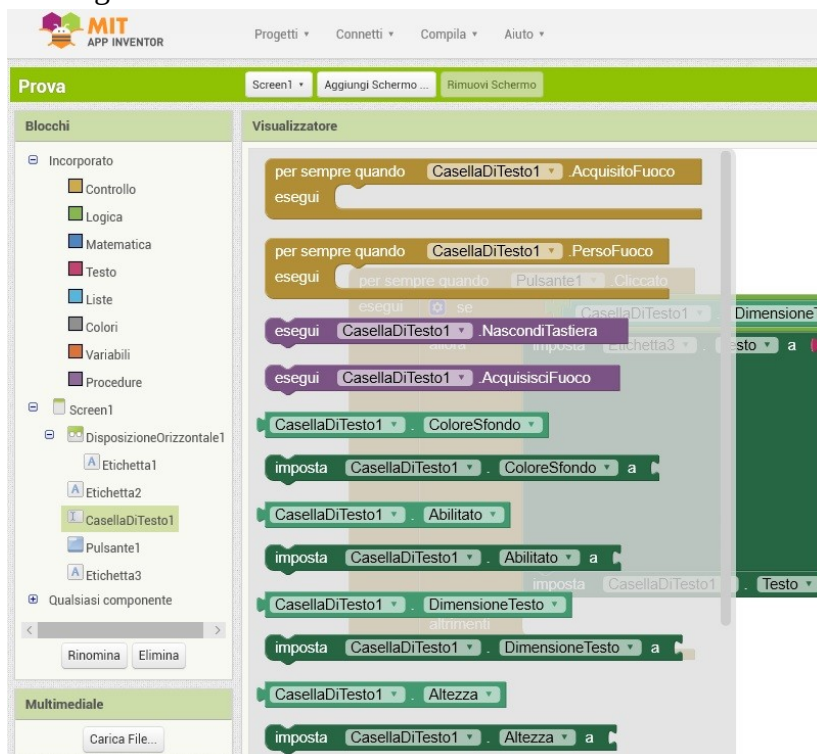 MIT
APP INVENTOR
Progetti Connetti Compila Aiuto
Prova
Screen1 Aggiungi Schermo ... Rimuovi Schermo
Blocchi
Visualizzatore
Incorporato
Controllo
Logica
Matematica
Testo
Liste
Colori
Variabili
Procedure
Screen1
DisposizioneOrizzontale1
Etichetta1
Etichetta2
CasellaDiTesto1
Pulsante1
Etichetta3
Qualsiasi componente
Rinomina Elimina
Multimediale
Carica File...
per sempre quando CasellaDiTesto1 .AcquisitoFuoco
esegui
per sempre quando CasellaDiTesto1 .PersoFuoco
esegui
per sempre quando Pulsante1 .Cliccato
esegui se CasellaDiTesto1 . Dimensione
esegui CasellaDiTesto1 .NascondiTastiera
imposta Etichetta3 . esto a
esegui CasellaDiTesto1 .AcquisisciFuoco
CasellaDiTesto1 . ColoreSfondo
imposta CasellaDiTesto1 . ColoreSfondo a
CasellaDiTesto1 . Abilitato
imposta CasellaDiTesto1 . Abilitato a
imposta CasellaDiTesto1 . Testo
CasellaDiTesto1 . DimensioneTesto
altrimenti
imposta CasellaDiTesto1 . DimensioneTesto a
CasellaDiTesto1 . Altezza
imposta CasellaDiTesto1 . Altezza a